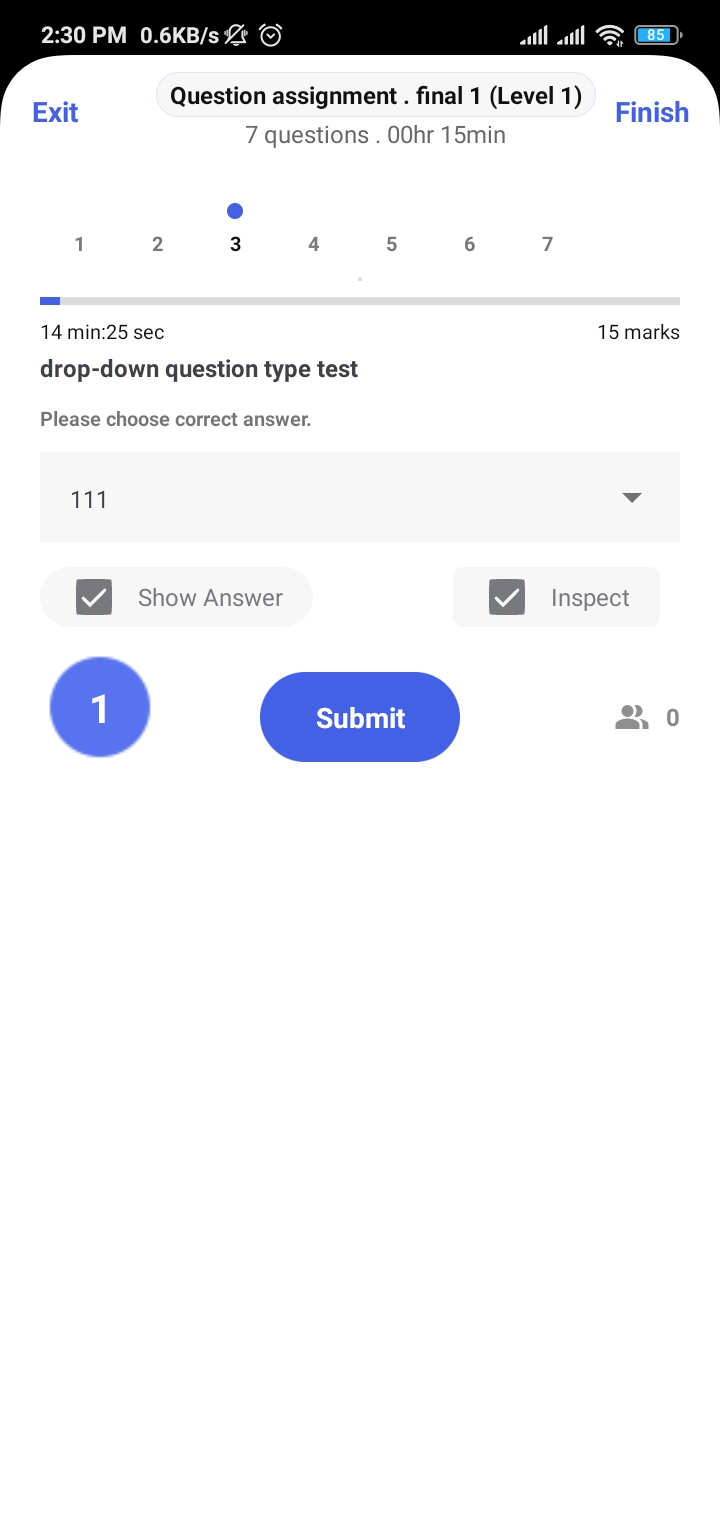 2:30 PM 0.6KB/s 85
Exit
Question assignment . final 1 (Level 1)
Finish
7 questions . 00hr 15min
1 2 3 4 5 6 7
14 min:25 sec 15 marks
drop-down question type test
Please choose correct answer.
111
Show Answer Inspect
1 Submit 0